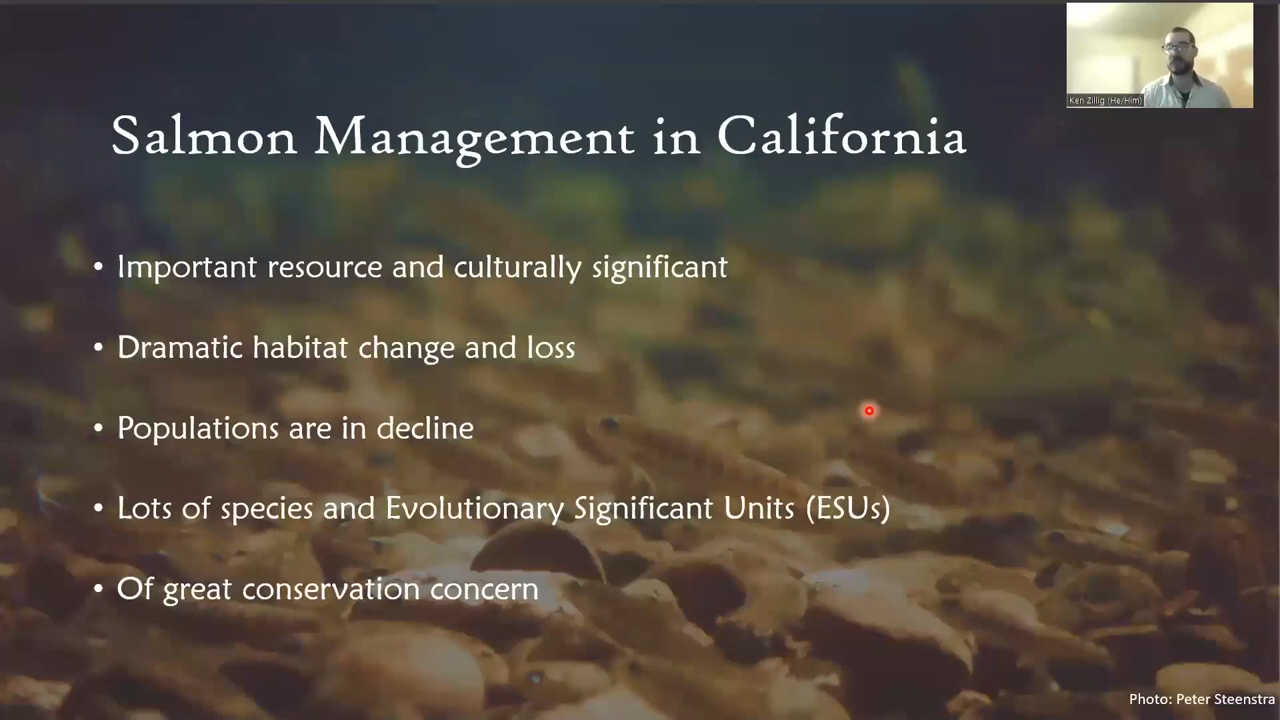 Ken Zillig (He/Him)
Salmon Management in California
• Important resource and culturally significant
• Dramatic habitat change and loss
• Populations are in decline
• Lots of species and Evolutionary Significant Units (ESUs)
• Of great conservation concern
Photo: Peter Steenstra